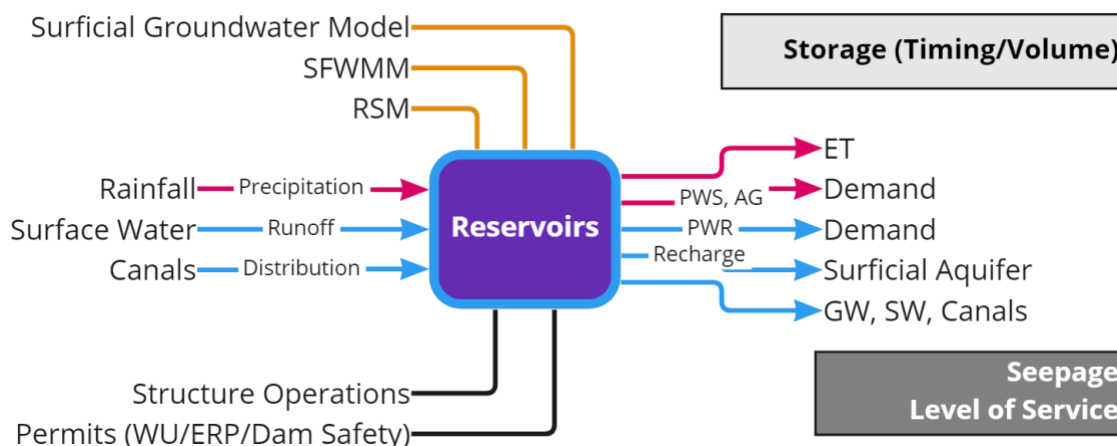 Surficial Groundwater Model
SFWMM
RSM
Storage (Timing/Volume)
Rainfall
Precipitation
Surface Water
Runoff
Canals
Distribution
Reservoirs
ET
PWS, AG
Demand
PWR
Demand
Recharge
Surficial Aquifer
GW, SW, Canals
Structure Operations
Permits (WU/ERP/Dam Safety)
Seepage
Level of Service